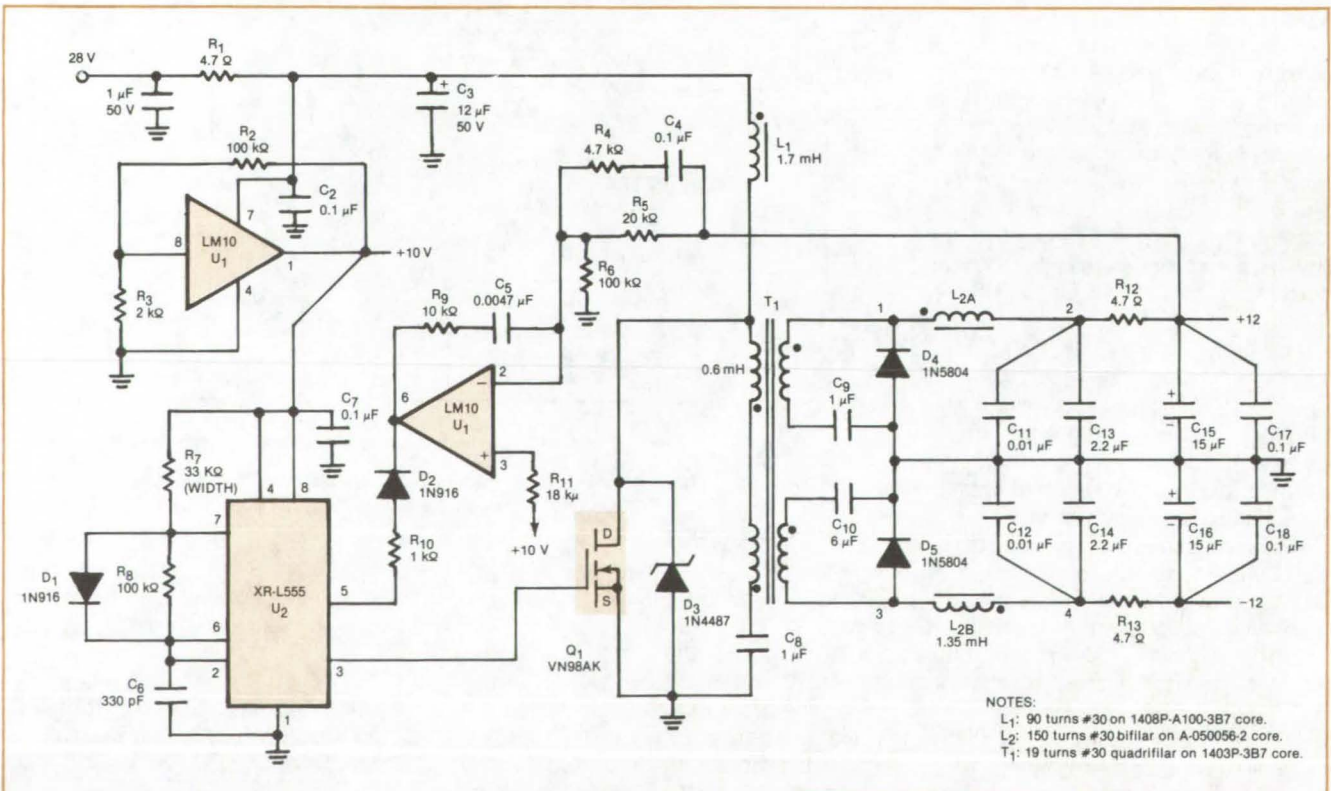 28 V
R1
4.7 Ω
1 µF
50 V
C3
12 µF
50 V
+
R2
100 kΩ
C2
0.1 µF
7
LM10
U1
8
1
4
+10 V
R3
2 kΩ
R4
4.7 kΩ
C4
0.1 µF
L1
1.7 mH
R5
20 kΩ
R6
100 kΩ
C5
0.0047 µF
R9
10 kΩ
6
LM10
U1
−
2
+
3
R11
18 kμ
+10 V
D2
1N916
R10
1 kΩ
C7
0.1 µF
R7
33 KΩ
(WIDTH)
4
8
7
XR-L555
U2
5
6
2
3
1
D1
1N916
R8
100 kΩ
C6
330 pF
D
S
Q1
VN98AK
D3
1N4487
T1
0.6 mH
C8
1 µF
C9
1 µF
C10
6 µF
1
L2A
2
R12
4.7 Ω
+12
D4
1N5804
D5
1N5804
C11
0.01 µF
C13
2.2 µF
+
−
C15
15 µF
C17
0.1 µF
C12
0.01 µF
C14
2.2 µF
+
−
C16
15 µF
C18
0.1 µF
3
L2B
1.35 mH
4
R13
4.7 Ω
−12
NOTES:
L1: 90 turns #30 on 1408P-A100-3B7 core.
L2: 150 turns #30 bifilar on A-050056-2 core.
T1: 19 turns #30 quadrifilar on 1403P-3B7 core.